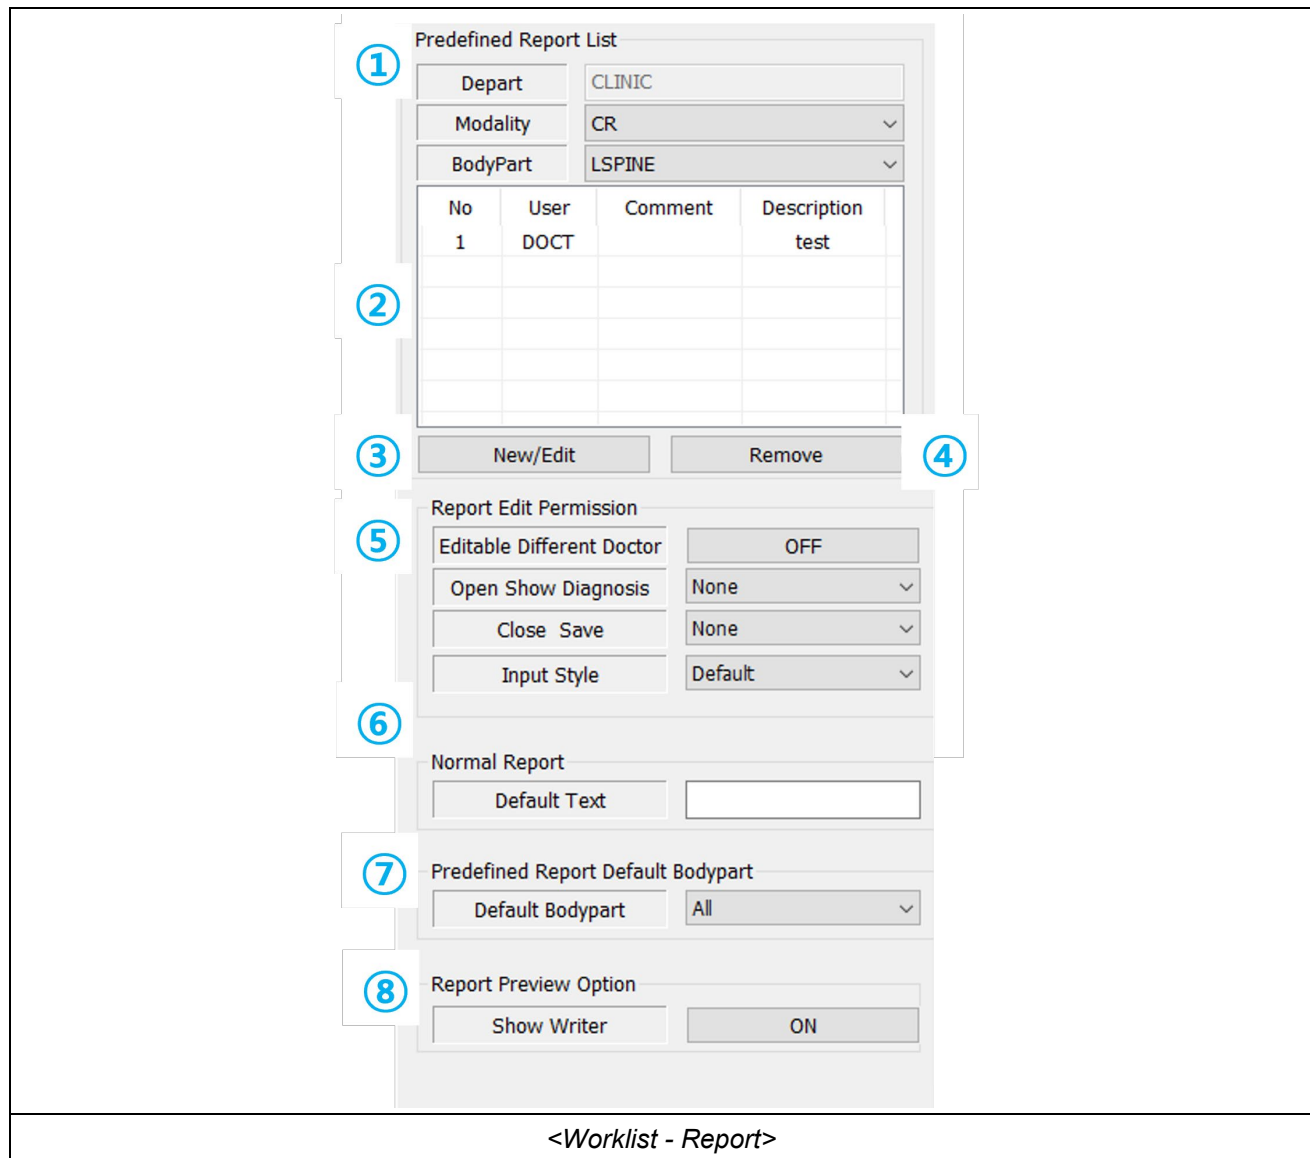 Predefined Report List
①
Depart CLINIC
Modality CR
BodyPart LSPINE
No User Comment Description
1 DOCT test
②
③ New/Edit Remove ④
Report Edit Permission
⑤ Editable Different Doctor OFF
Open Show Diagnosis None
Close Save None
Input Style Default
⑥
Normal Report
Default Text
⑦ Predefined Report Default Bodypart
Default Bodypart All
⑧ Report Preview Option
Show Writer ON
<Worklist - Report>